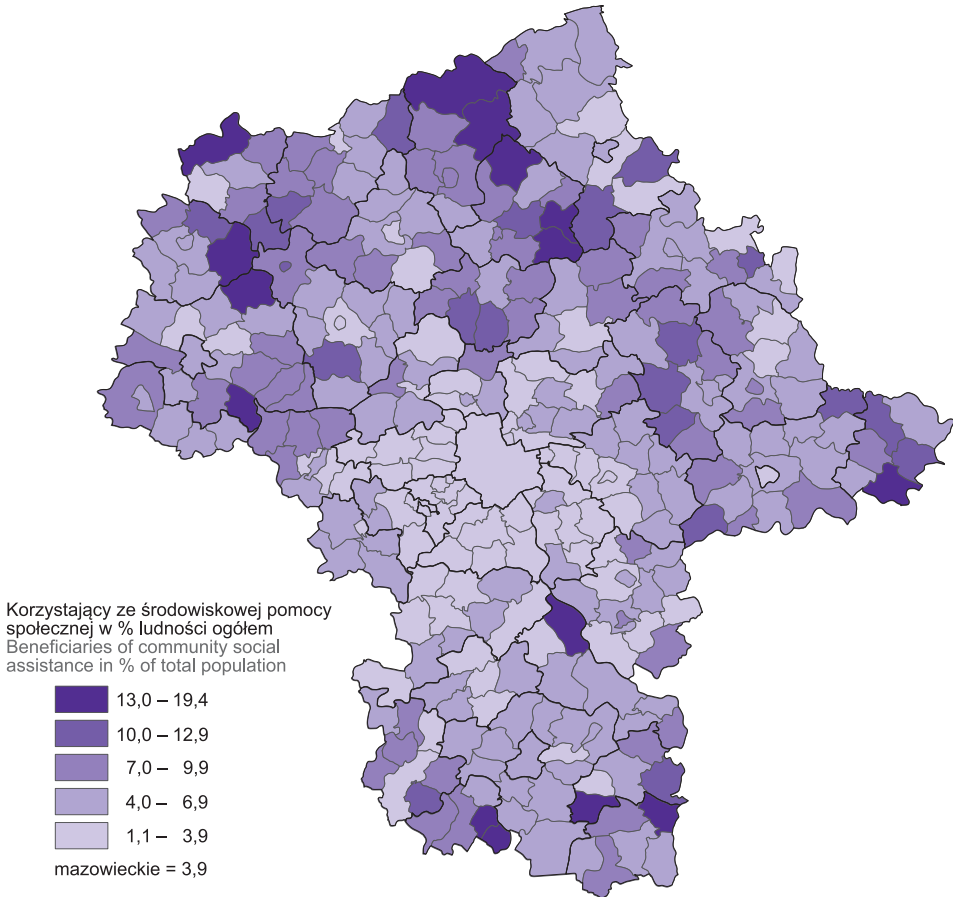 Korzystający ze środowiskowej pomocy
społecznej w % ludności ogółem
Beneficiaries of community social
assistance in % of total population
13,0 – 19,4
10,0 – 12,9
7,0 – 9,9
4,0 – 6,9
1,1 – 3,9
mazowieckie = 3,9